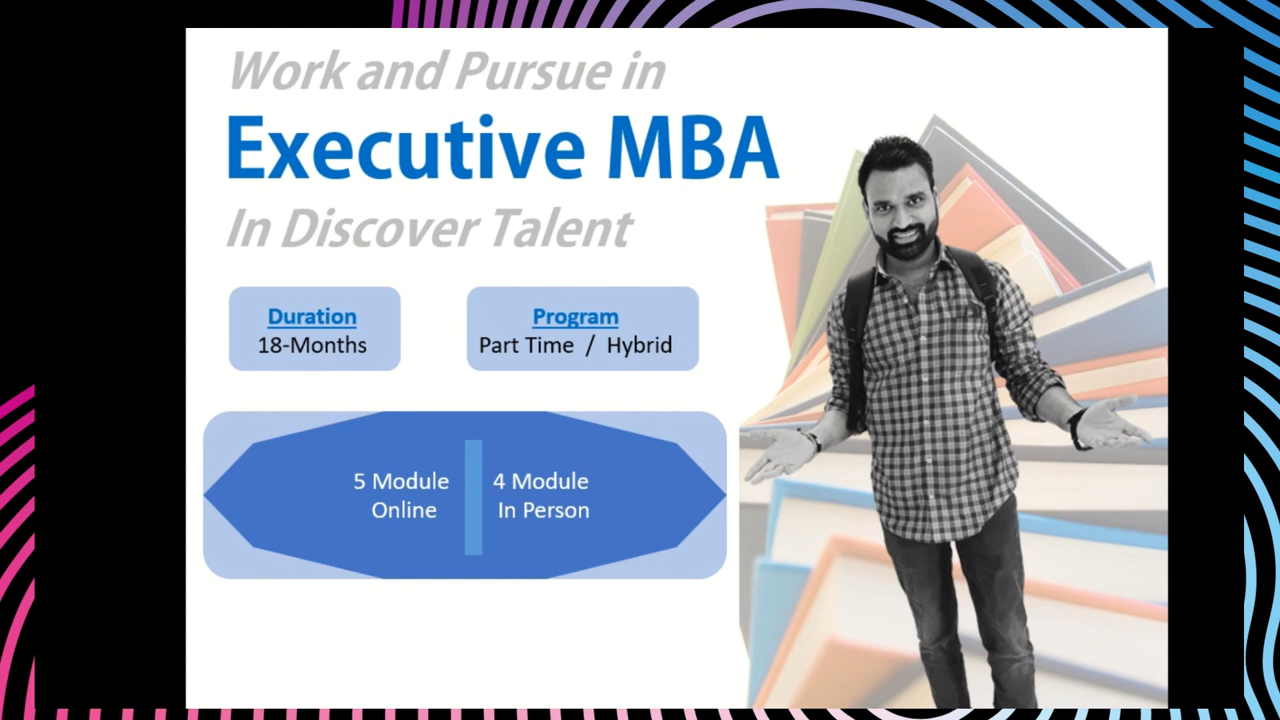 Work and Pursue in
Executive MBA
In Discover Talent
Duration
18-Months
Program
Part Time / Hybrid
5 Module
Online
4 Module
In Person